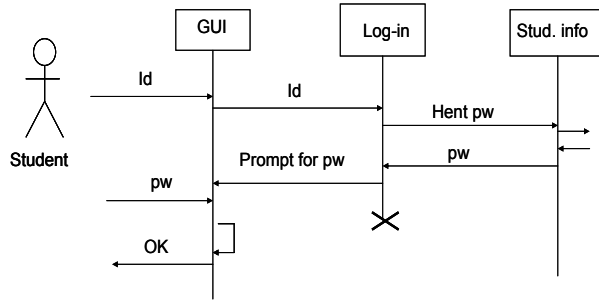 GUI
Log-in
Stud. info
Id
Id
Hent pw
Student
Prompt for pw
pw
pw
OK